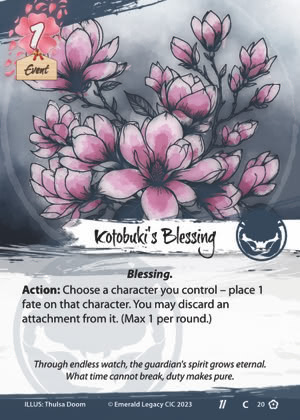 1
Event
Kotobuki's Blessing
Blessing.
Action: Choose a character you control – place 1
fate on that character. You may discard an
attachment from it. (Max 1 per round.)
Through endless watch, the guardian's spirit grows eternal.
What time cannot break, duty makes pure.
ILLUS: Thulsa Doom © Emerald Legacy CIC 2023 C 20